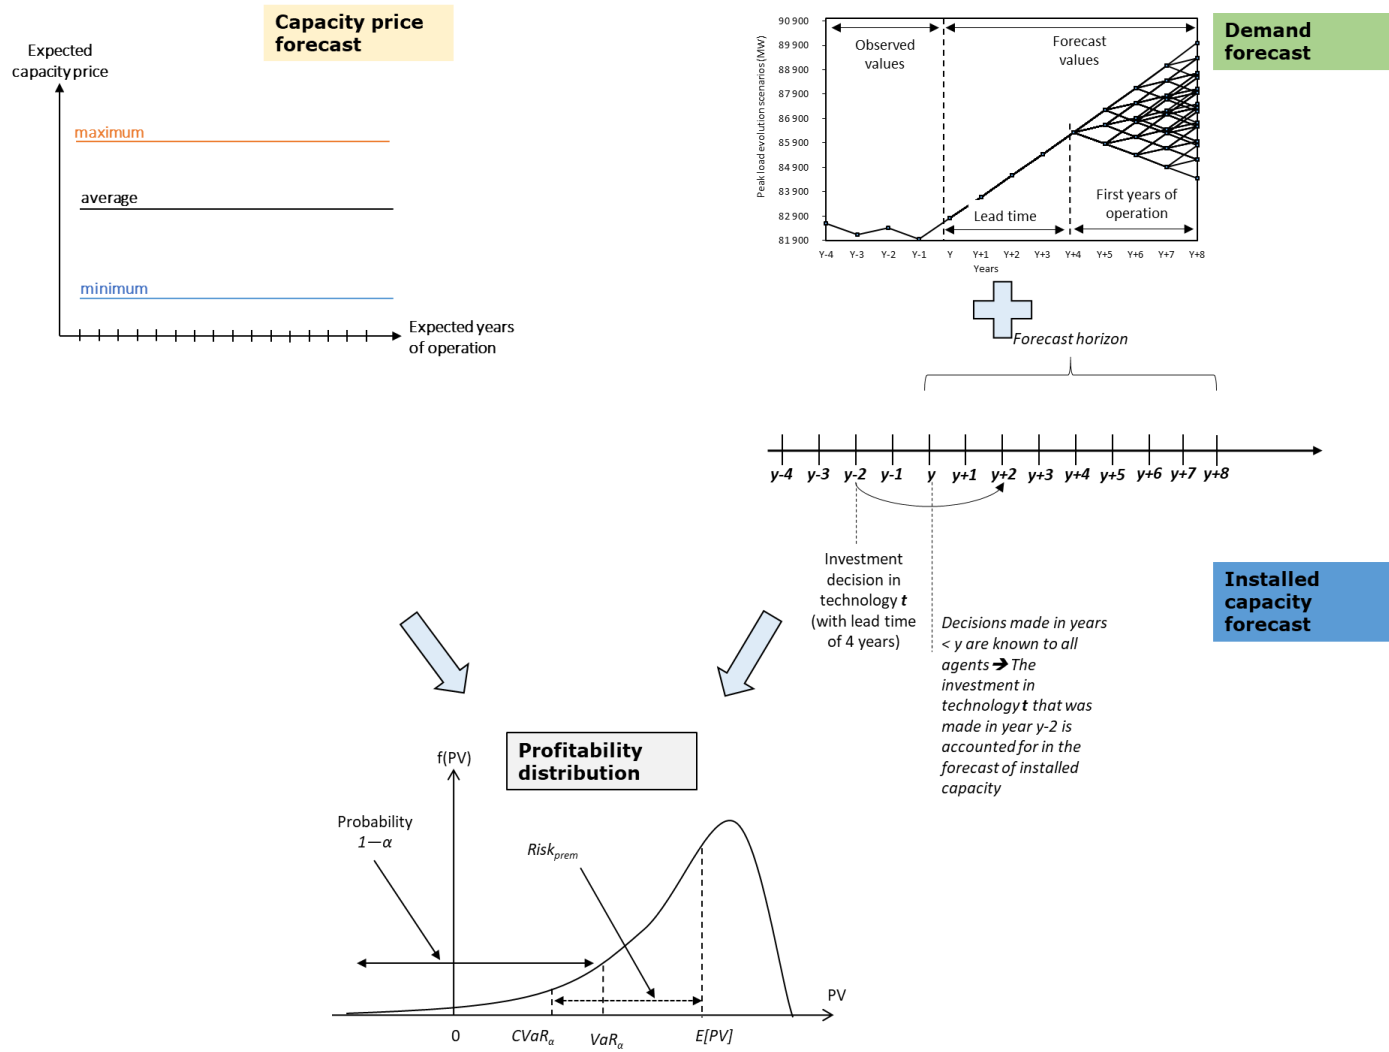 Capacity price
forecast
Expected
capacity price
maximum
average
minimum
Expected years
of operation
Demand
forecast
Peak load evolution scenarios (MW)
90 900
89 900
88 900
87 900
86 900
85 900
84 900
83 900
82 900
81 900
Observed
values
Forecast
values
Lead time
First years of
operation
Y-4 Y-3 Y-2 Y-1 Y Y+1 Y+2 Y+3 Y+4 Y+5 Y+6 Y+7 Y+8
Years
Forecast horizon
y-4 y-3 y-2 y-1 y y+1 y+2 y+3 y+4 y+5 y+6 y+7 y+8
Investment
decision in
technology t
(with lead time
of 4 years)
Installed
capacity
forecast
Decisions made in years
< y are known to all
agents ➔ The
investment in
technology t that was
made in year y-2 is
accounted for in the
forecast of installed
capacity
Profitability
distribution
f(PV)
Probability
1—α
Risk_prem
PV
0 CVaR_α VaR_α E[PV]